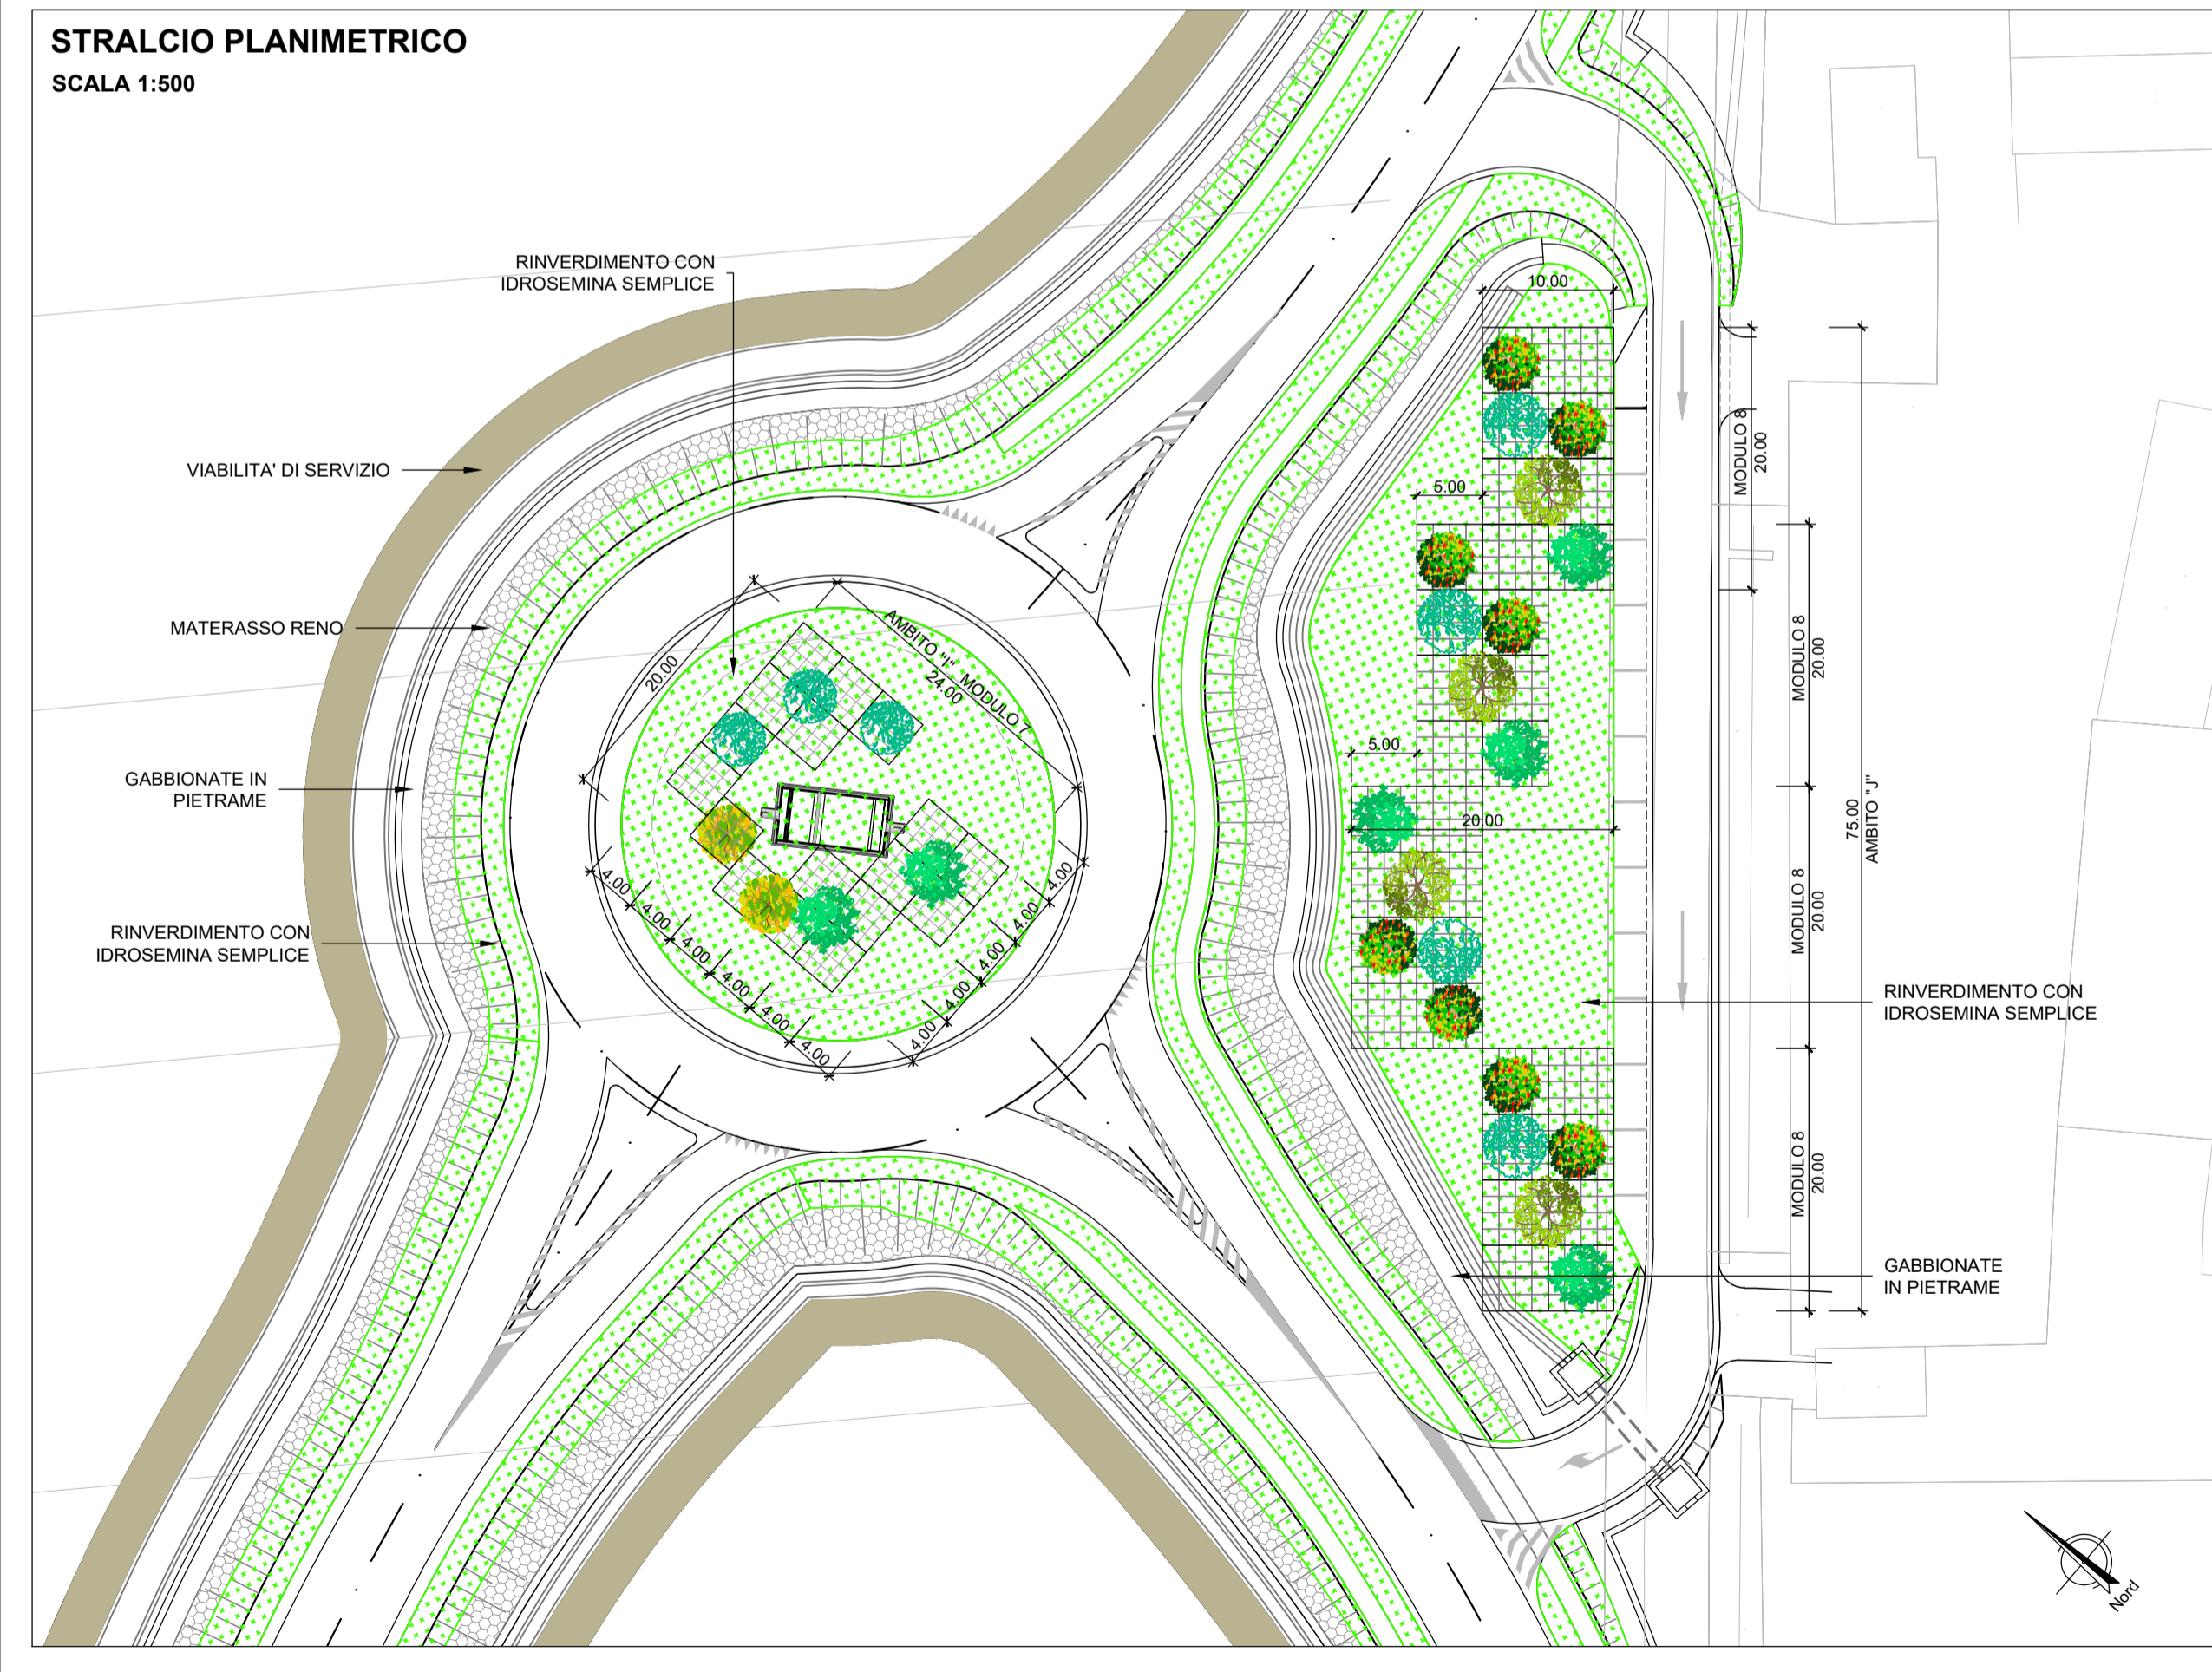 STRALCIO PLANIMETRICO
SCALA 1:500
RINVERDIMENTO CON
IDROSEMINA SEMPLICE
VIABILITA' DI SERVIZIO
MATERASSO RENO
GABBIONATE IN
PIETRAME
RINVERDIMENTO CON
IDROSEMINA SEMPLICE
20.00
AMBITO "I" MODULO 7
24.00
4.00
4.00
4.00
4.00
4.00
4.00
4.00
4.00
4.00
4.00
4.00
10.00
5.00
5.00
20.00
MODULO 8
20.00
MODULO 8
20.00
MODULO 8
20.00
MODULO 8
20.00
75.00
AMBITO "J"
RINVERDIMENTO CON
IDROSEMINA SEMPLICE
GABBIONATE
IN PIETRAME
Nord